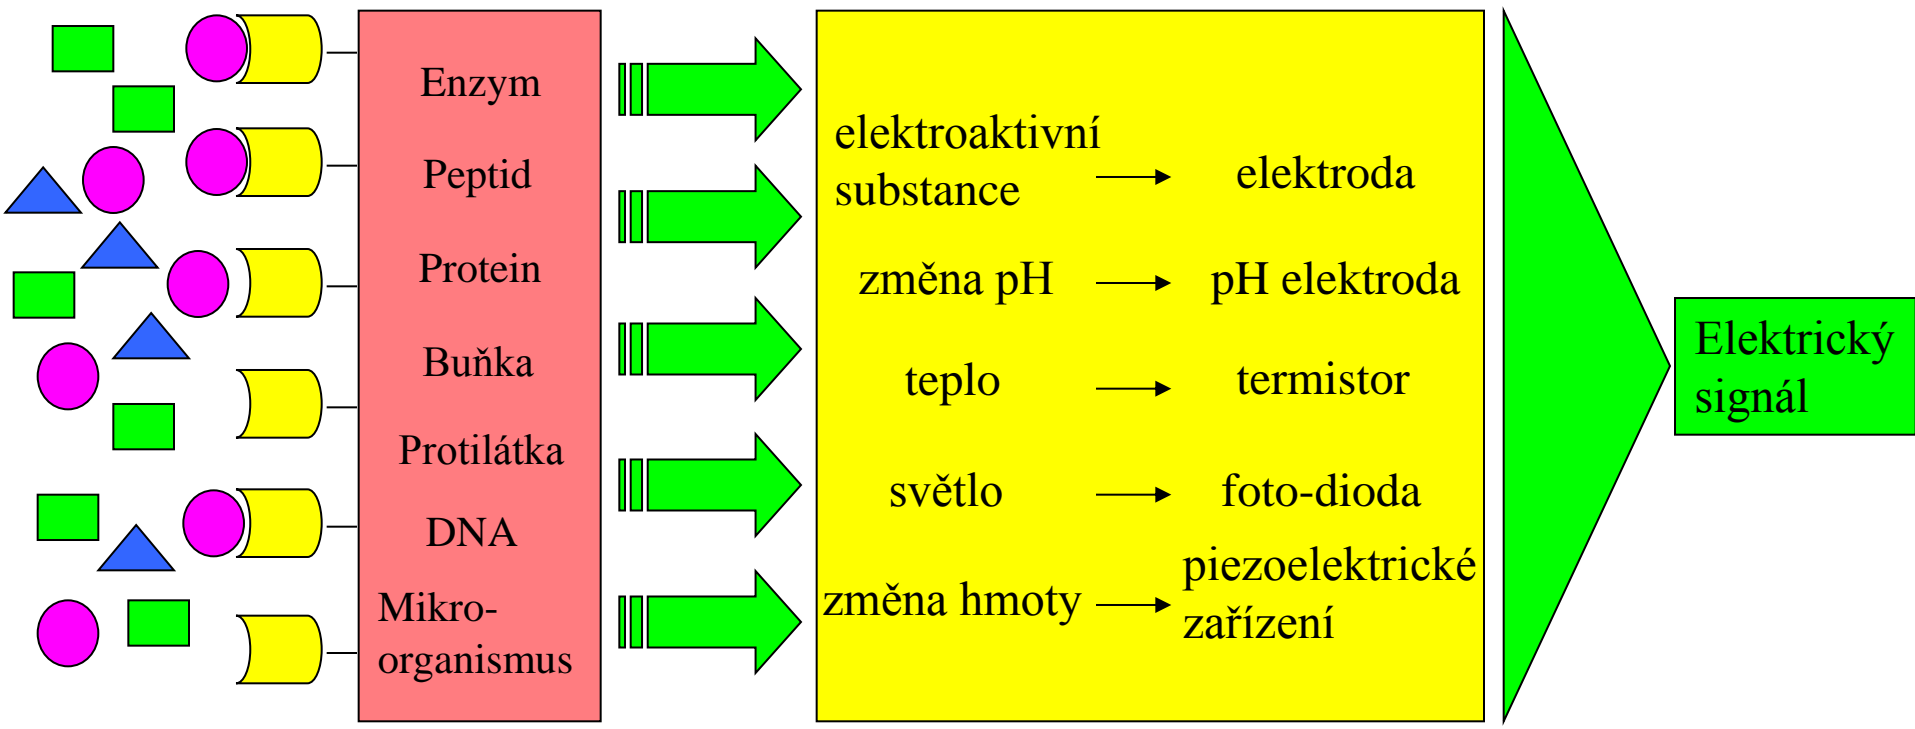 Enzym
Peptid
Protein
Buňka
Protilátka
DNA
Mikro-
organismus
elektroaktivní
substance
elektroda
změna pH
pH elektroda
teplo
termistor
světlo
foto-dioda
změna hmoty
piezoelektrické
zařízení
Elektrický
signál